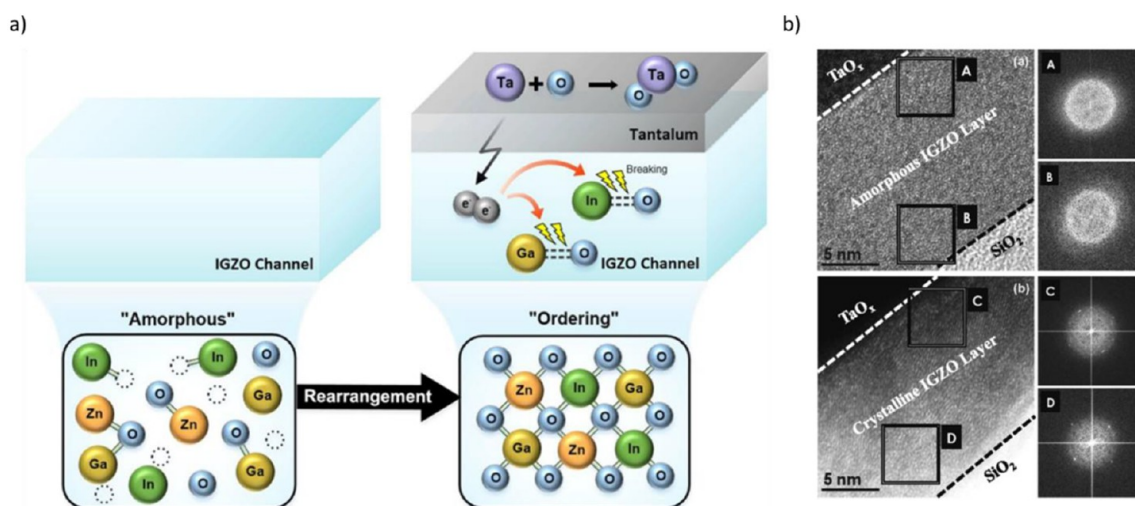 a)
Ta
+
O
Ta
O
O
Tantalum
Breaking
e
e
In
O
Ga
O
IGZO Channel
IGZO Channel
"Amorphous"
"Ordering"
In
In
O
O
Ga
Zn
O
Zn
O
Ga
In
O
Ga
Rearrangement
O
O
O
O
Zn
In
Ga
O
O
O
O
Ga
Zn
In
O
O
O
O
b)
TaOₓ
(a)
A
Amorphous IGZO Layer
B
5 nm
SiO₂
A
B
TaOₓ
(b)
C
Crystalline IGZO Layer
D
5 nm
SiO₂
C
D